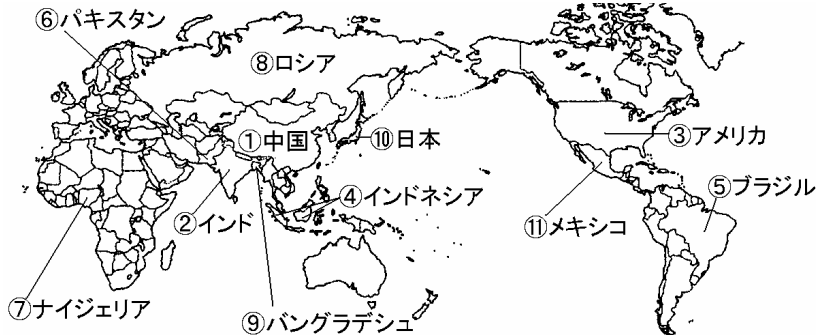 ⑥パキスタン
⑧ロシア
①中国
⑩日本
③アメリカ
②インド
④インドネシア
⑤ブラジル
⑪メキシコ
⑦ナイジェリア
⑨バングラデシュ